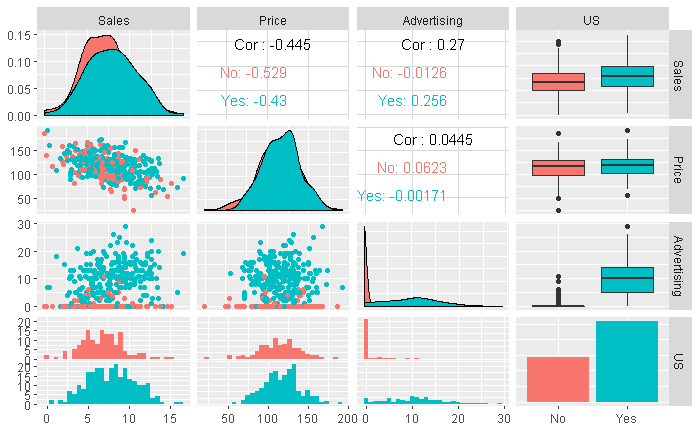 Sales Price Advertising US
0.15
0.10
0.05
0.00
Cor : -0.445
No: -0.529
Yes: -0.43
Cor : 0.27
No: -0.0126
Yes: 0.256
Sales
150
100
50
Cor : 0.0445
No: 0.0623
Yes: -0.00171
Price
30
20
10
0
Advertising
20
15
10
5
0
20
15
10
5
0
US
0 5 10 15
50 100 150 200
0 10 20 30
No Yes